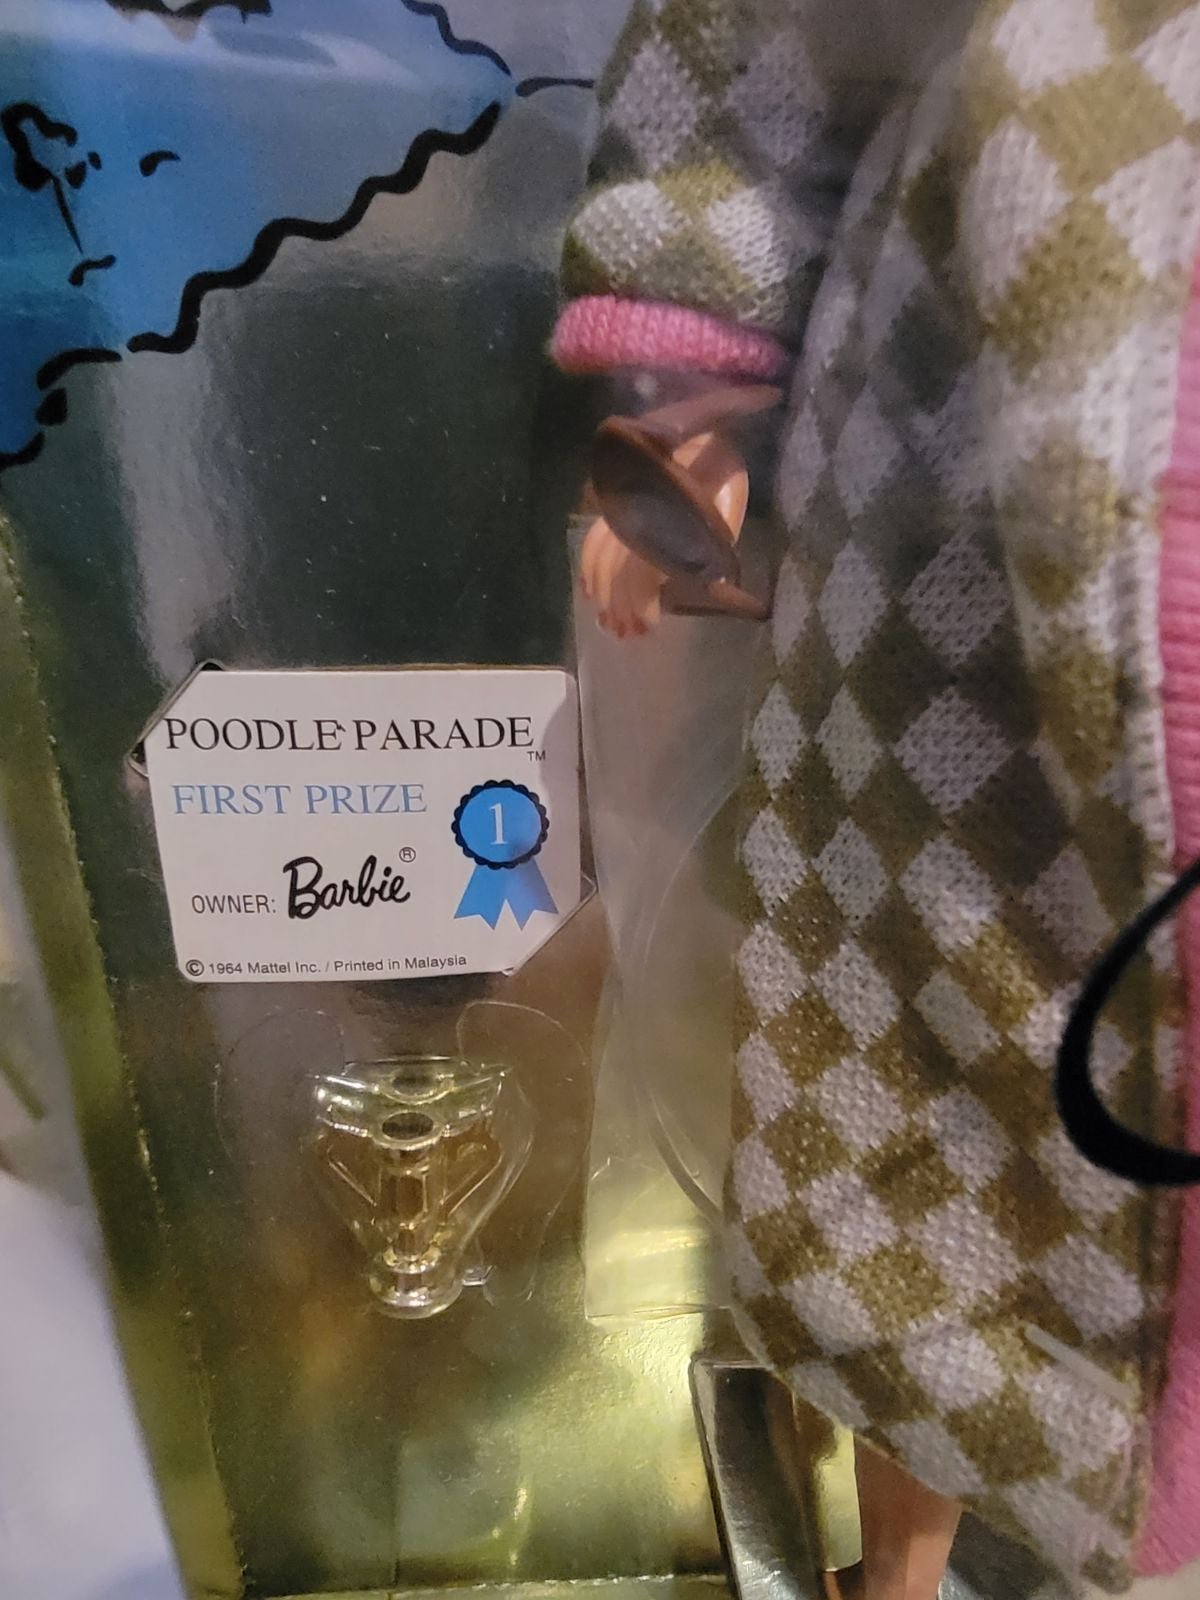 POODLE PARADE™
FIRST PRIZE
1
OWNER: Barbie®
© 1964 Mattel Inc. / Printed in Malaysia